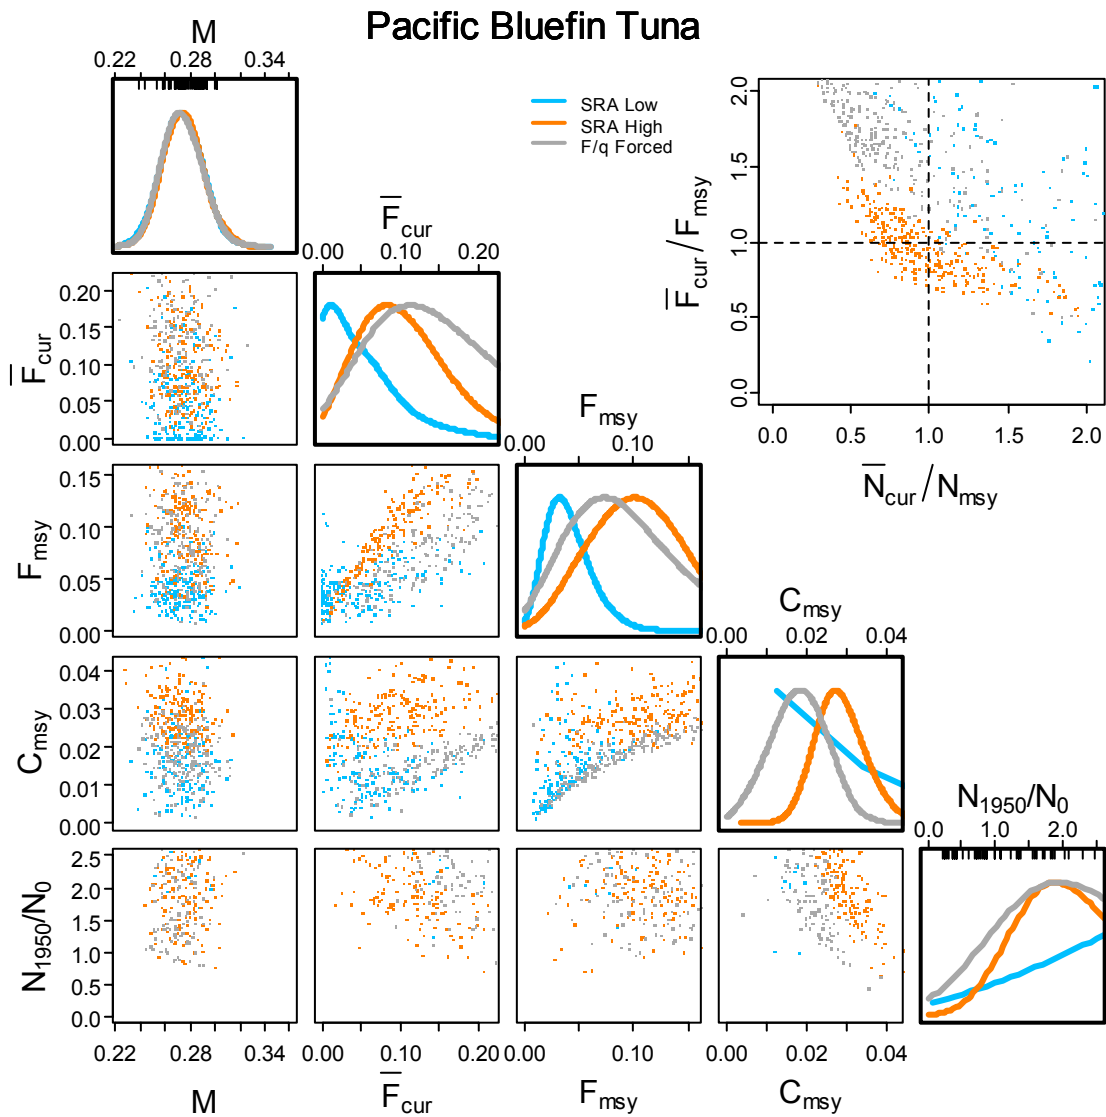 Pacific Bluefin Tuna
M
0.22 0.28 0.34
SRA Low
SRA High
F/q Forced
F̅cur / Fmsy
0.0 0.5 1.0 1.5 2.0
0.0 0.5 1.0 1.5 2.0
N̅cur / Nmsy
F̅cur
0.00 0.10 0.20
F̅cur
0.00 0.05 0.10 0.15 0.20
Fmsy
0.00 0.10
Fmsy
0.00 0.05 0.10 0.15
Cmsy
0.00 0.02 0.04
Cmsy
0.00 0.01 0.02 0.03 0.04
N1950/N0
0.0 1.0 2.0
N1950/N0
0.0 0.5 1.0 1.5 2.0 2.5
0.22 0.28 0.34
0.00 0.10 0.20
0.00 0.10
0.00 0.02 0.04
M
F̅cur
Fmsy
Cmsy